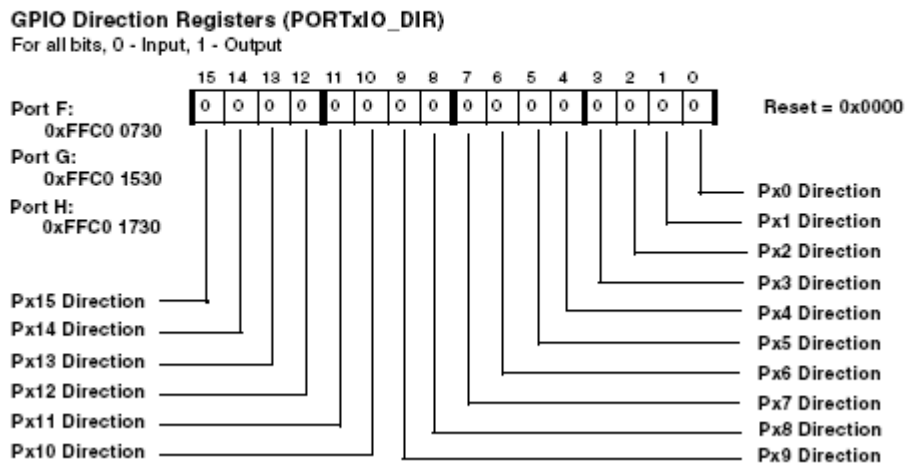 GPIO Direction Registers (PORTxIO_DIR)
For all bits, 0 - Input, 1 - Output
15 14 13 12 11 10 9 8 7 6 5 4 3 2 1 0
0 0 0 0 0 0 0 0 0 0 0 0 0 0 0 0
Reset = 0x0000
Port F:
0xFFC0 0730
Port G:
0xFFC0 1530
Port H:
0xFFC0 1730
Px0 Direction
Px1 Direction
Px2 Direction
Px3 Direction
Px4 Direction
Px5 Direction
Px6 Direction
Px7 Direction
Px8 Direction
Px9 Direction
Px15 Direction
Px14 Direction
Px13 Direction
Px12 Direction
Px11 Direction
Px10 Direction